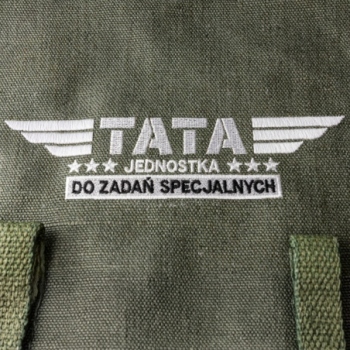 TATA
JEDNOSTKA
DO ZADAŃ SPECJALNYCH